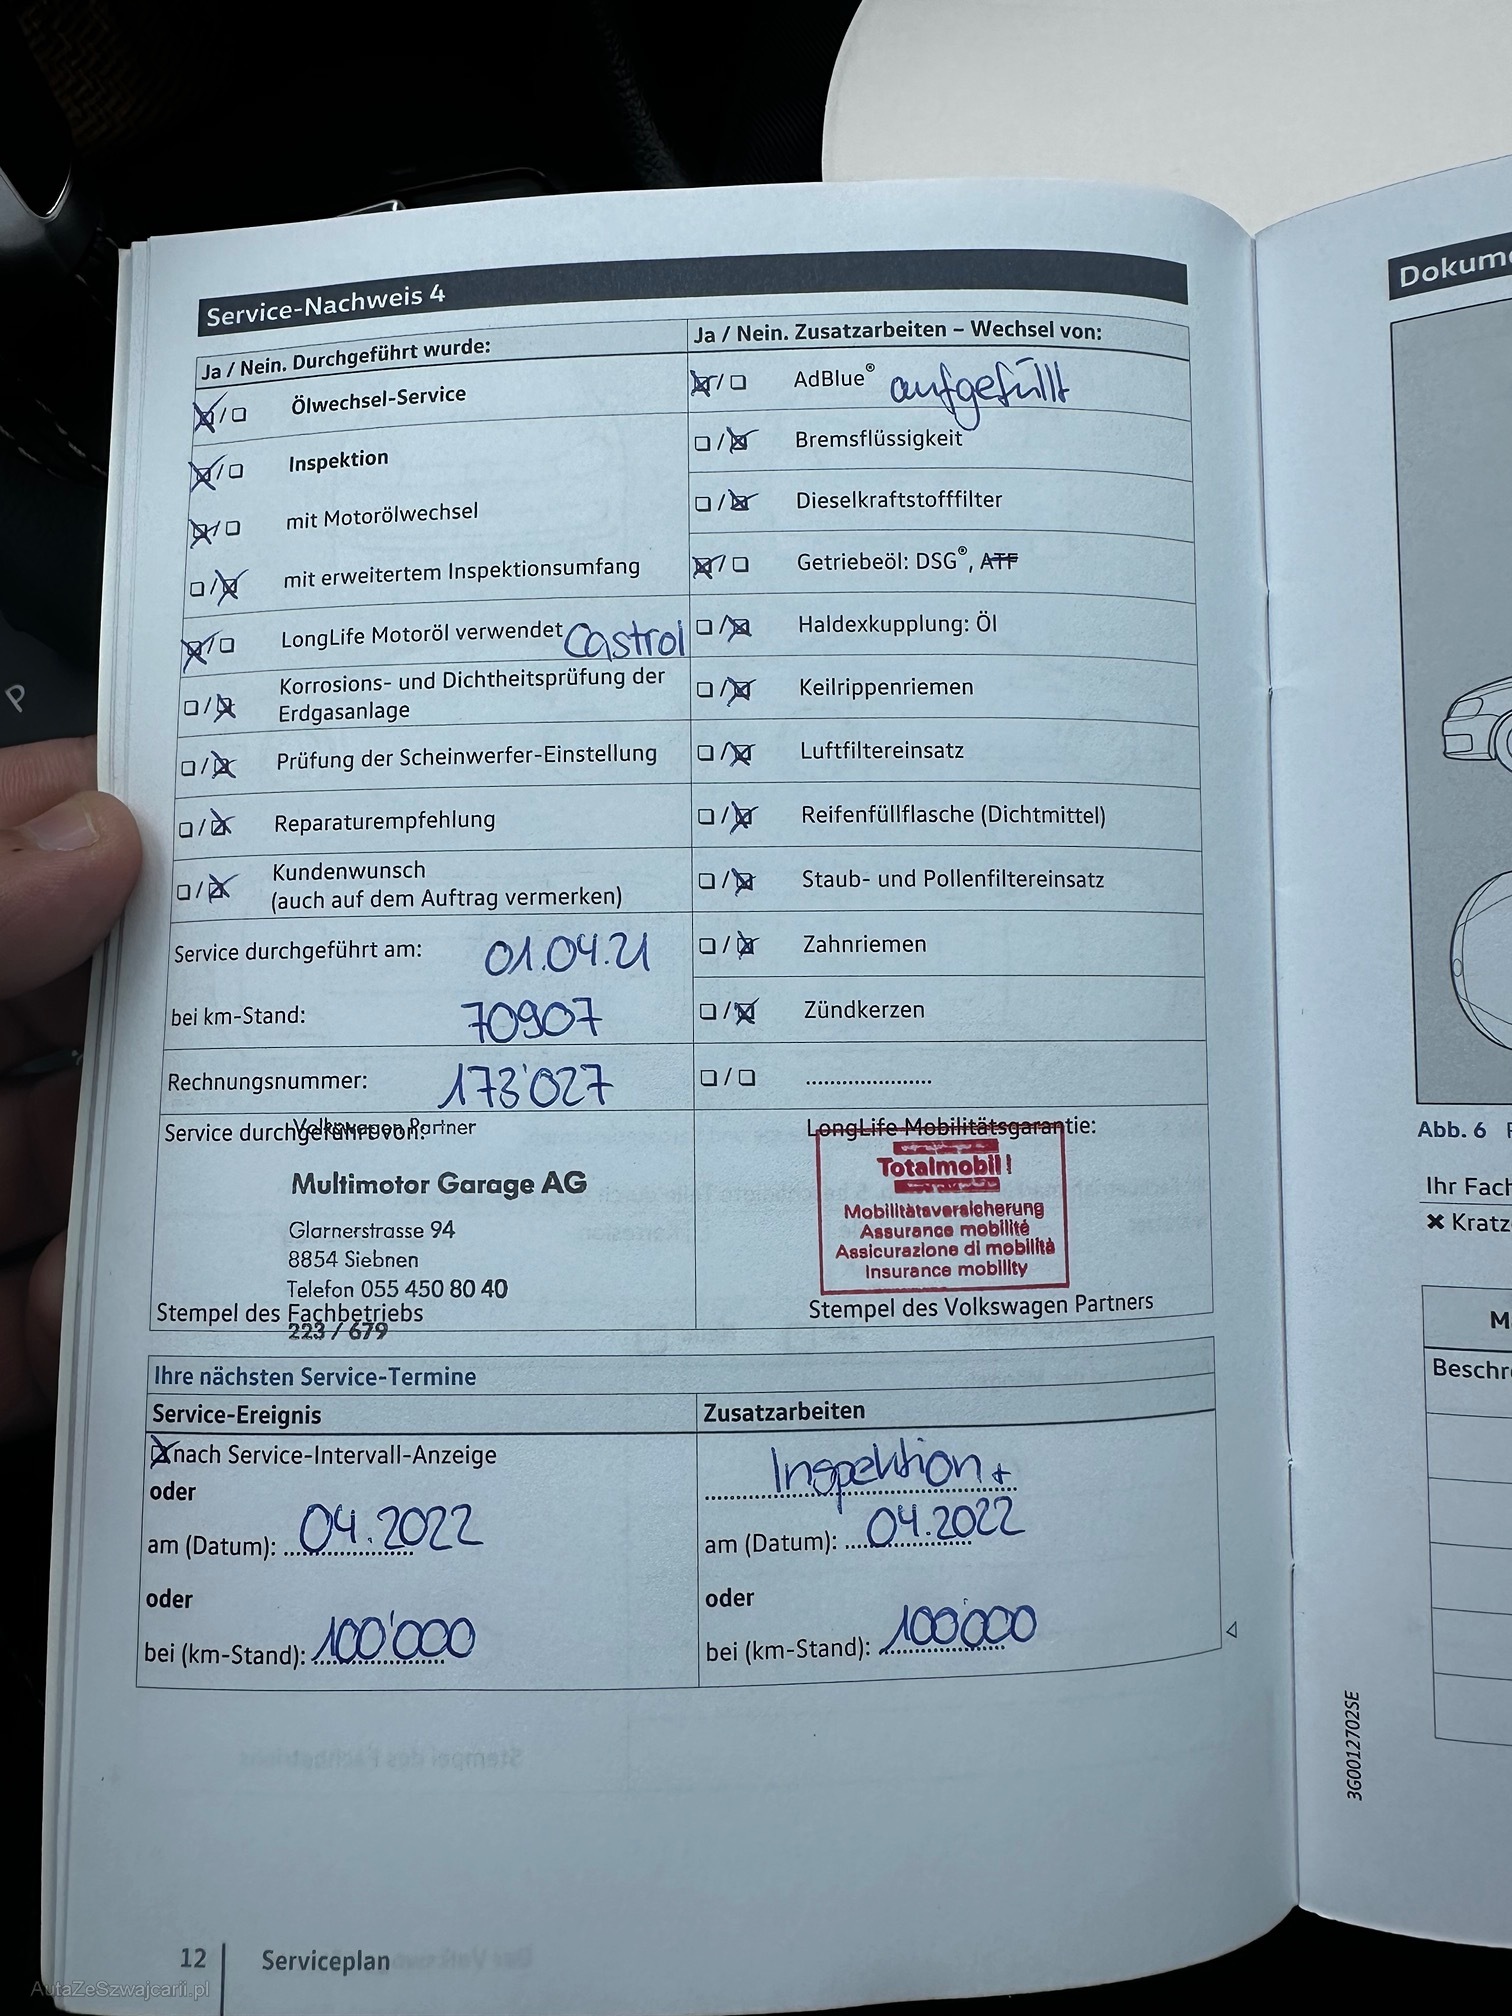 Service-Nachweis 4
Ja / Nein. Durchgeführt wurde:
☒/☐ Ölwechsel-Service
☒/☐ Inspektion
☒/☐ mit Motorölwechsel
☐/☒ mit erweitertem Inspektionsumfang
☒/☐ LongLife Motoröl verwendet Castrol
☐/☒ Korrosions- und Dichtheitsprüfung der
Erdgasanlage
☐/☒ Prüfung der Scheinwerfer-Einstellung
☐/☒ Reparaturempfehlung
☐/☒ Kundenwunsch
(auch auf dem Auftrag vermerken)
Service durchgeführt am: 01.04.21
bei km-Stand: 70907
Rechnungsnummer: 173'027
Service durchgeführt von:
Volkswagen Partner
Multimotor Garage AG
Glarnerstrasse 94
8854 Siebnen
Telefon 055 450 80 40
Stempel des Fachbetriebs
223 / 679
Ja / Nein. Zusatzarbeiten – Wechsel von:
☒/☐ AdBlue® aufgefüllt
☐/☒ Bremsflüssigkeit
☐/☒ Dieselkraftstofffilter
☒/☐ Getriebeöl: DSG®, ATF
☐/☒ Haldexkupplung: Öl
☐/☒ Keilrippenriemen
☐/☒ Luftfiltereinsatz
☐/☒ Reifenfüllflasche (Dichtmittel)
☐/☒ Staub- und Pollenfiltereinsatz
☐/☒ Zahnriemen
☐/☒ Zündkerzen
☐/☐ ......................
LongLife Mobilitätsgarantie:
Totalmobil!
Mobilitätsversicherung
Assurance mobilité
Assicurazione di mobilità
Insurance mobility
Stempel des Volkswagen Partners
Ihre nächsten Service-Termine
Service-Ereignis
☒ nach Service-Intervall-Anzeige
oder
am (Datum): 04.2022
oder
bei (km-Stand): 100'000
Zusatzarbeiten
Inspektion +
am (Datum): 04.2022
oder
bei (km-Stand): 100'000
12 Serviceplan
AutaZeSzwajcarii.pl
Abb. 6
Ihr Fach
✖ Kratz
Beschr
3G0012702SE